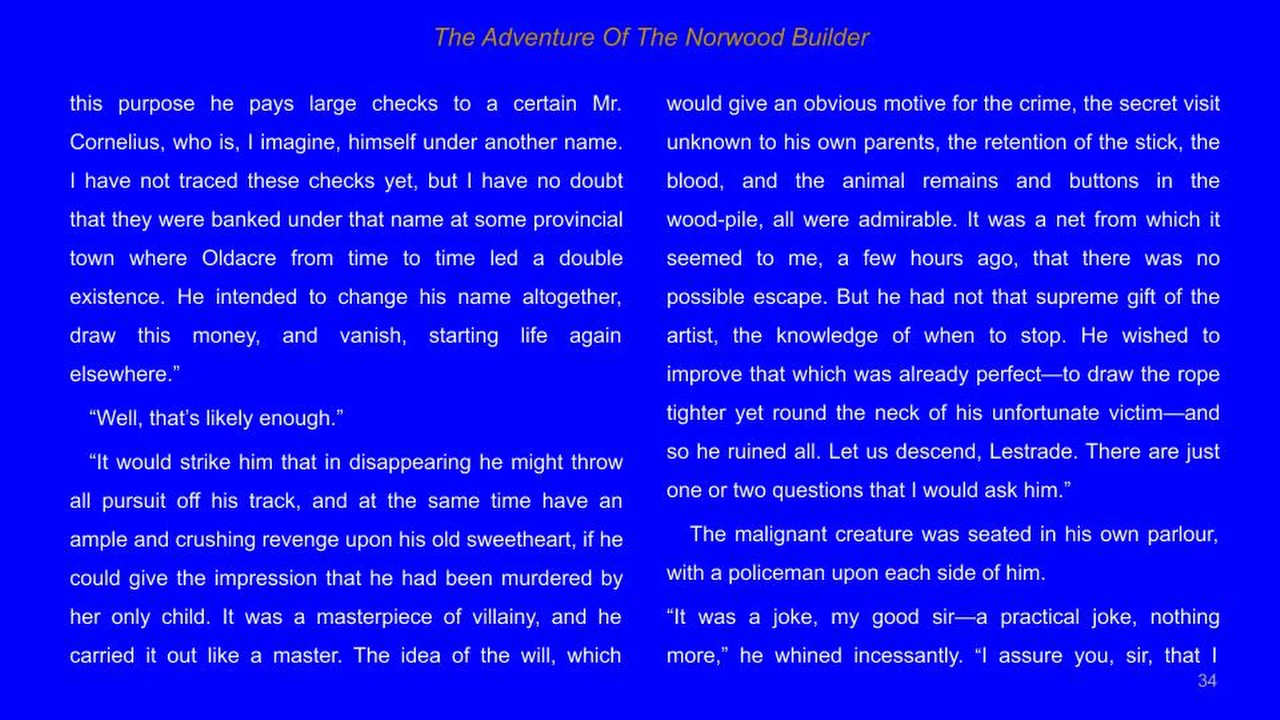 The Adventure Of The Norwood Builder
this purpose he pays large checks to a certain Mr.
Cornelius, who is, I imagine, himself under another name.
I have not traced these checks yet, but I have no doubt
that they were banked under that name at some provincial
town where Oldacre from time to time led a double
existence. He intended to change his name altogether,
draw this money, and vanish, starting life again
elsewhere.”
“Well, that’s likely enough.”
“It would strike him that in disappearing he might throw
all pursuit off his track, and at the same time have an
ample and crushing revenge upon his old sweetheart, if he
could give the impression that he had been murdered by
her only child. It was a masterpiece of villainy, and he
carried it out like a master. The idea of the will, which
would give an obvious motive for the crime, the secret visit
unknown to his own parents, the retention of the stick, the
blood, and the animal remains and buttons in the
wood-pile, all were admirable. It was a net from which it
seemed to me, a few hours ago, that there was no
possible escape. But he had not that supreme gift of the
artist, the knowledge of when to stop. He wished to
improve that which was already perfect—to draw the rope
tighter yet round the neck of his unfortunate victim—and
so he ruined all. Let us descend, Lestrade. There are just
one or two questions that I would ask him.”
The malignant creature was seated in his own parlour,
with a policeman upon each side of him.
“It was a joke, my good sir—a practical joke, nothing
more,” he whined incessantly. “I assure you, sir, that I
34